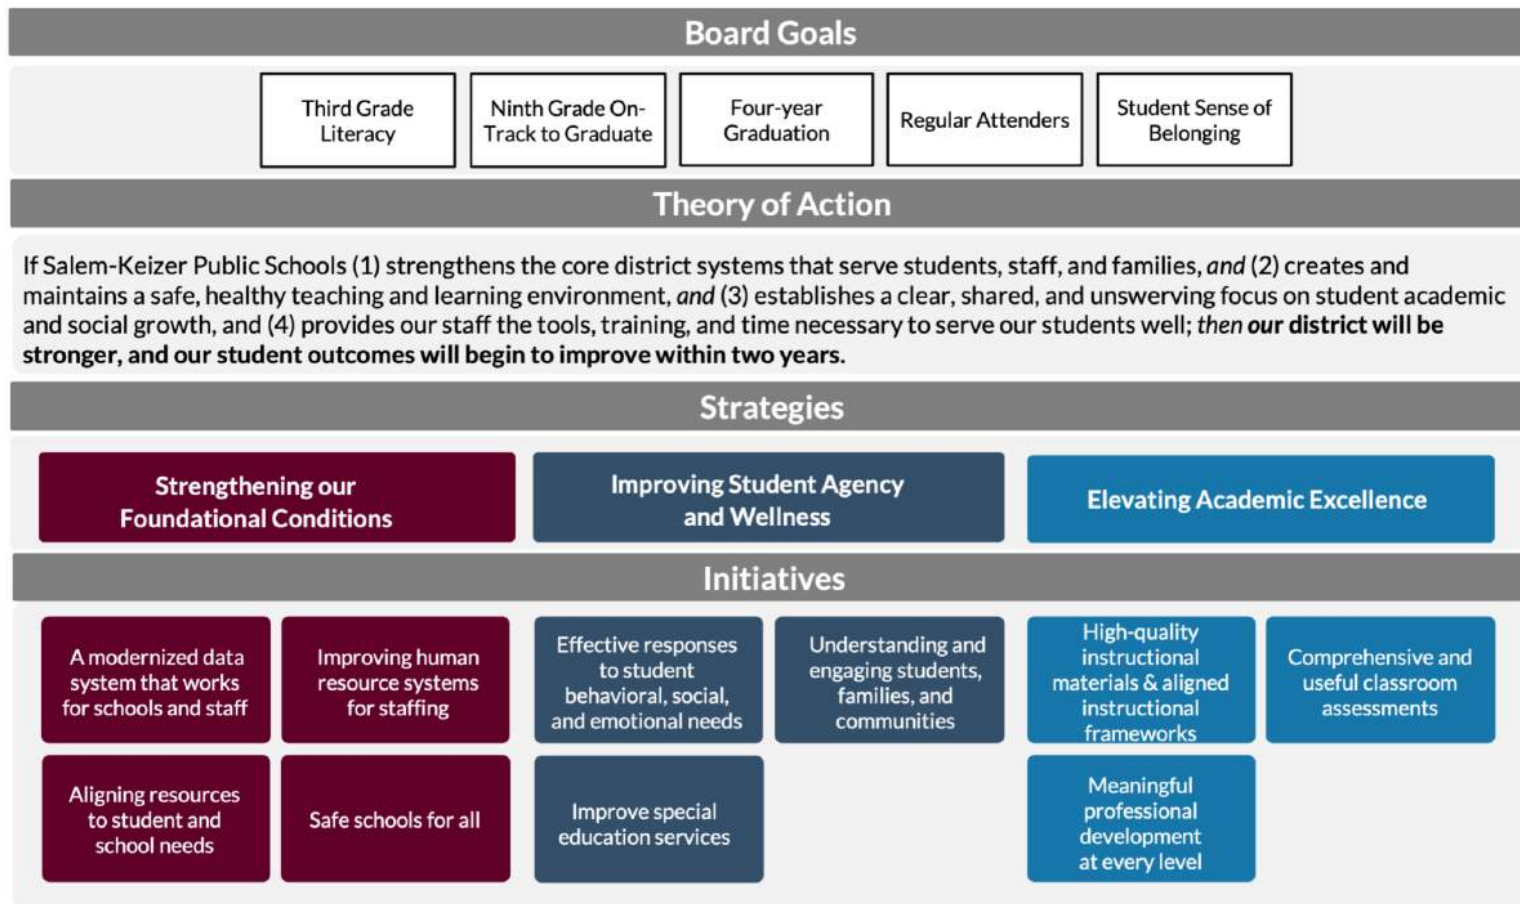 Board Goals
Third Grade
Literacy
Ninth Grade On-
Track to Graduate
Four-year
Graduation
Regular Attenders
Student Sense of
Belonging
Theory of Action
If Salem-Keizer Public Schools (1) strengthens the core district systems that serve students, staff, and families, and (2) creates and
maintains a safe, healthy teaching and learning environment, and (3) establishes a clear, shared, and unswerving focus on student academic
and social growth, and (4) provides our staff the tools, training, and time necessary to serve our students well; then our district will be
stronger, and our student outcomes will begin to improve within two years.
Strategies
Strengthening our
Foundational Conditions
Improving Student Agency
and Wellness
Elevating Academic Excellence
Initiatives
A modernized data
system that works
for schools and staff
Improving human
resource systems
for staffing
Effective responses
to student
behavioral, social,
and emotional needs
Understanding and
engaging students,
families, and
communities
High-quality
instructional
materials & aligned
instructional
frameworks
Comprehensive and
useful classroom
assessments
Aligning resources
to student and
school needs
Safe schools for all
Improve special
education services
Meaningful
professional
development
at every level